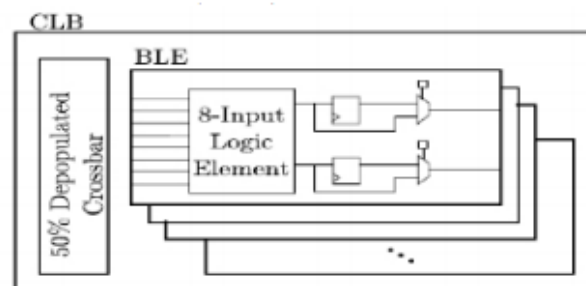 CLB
BLE
50% Depopulated
Crossbar
8-Input
Logic
Element